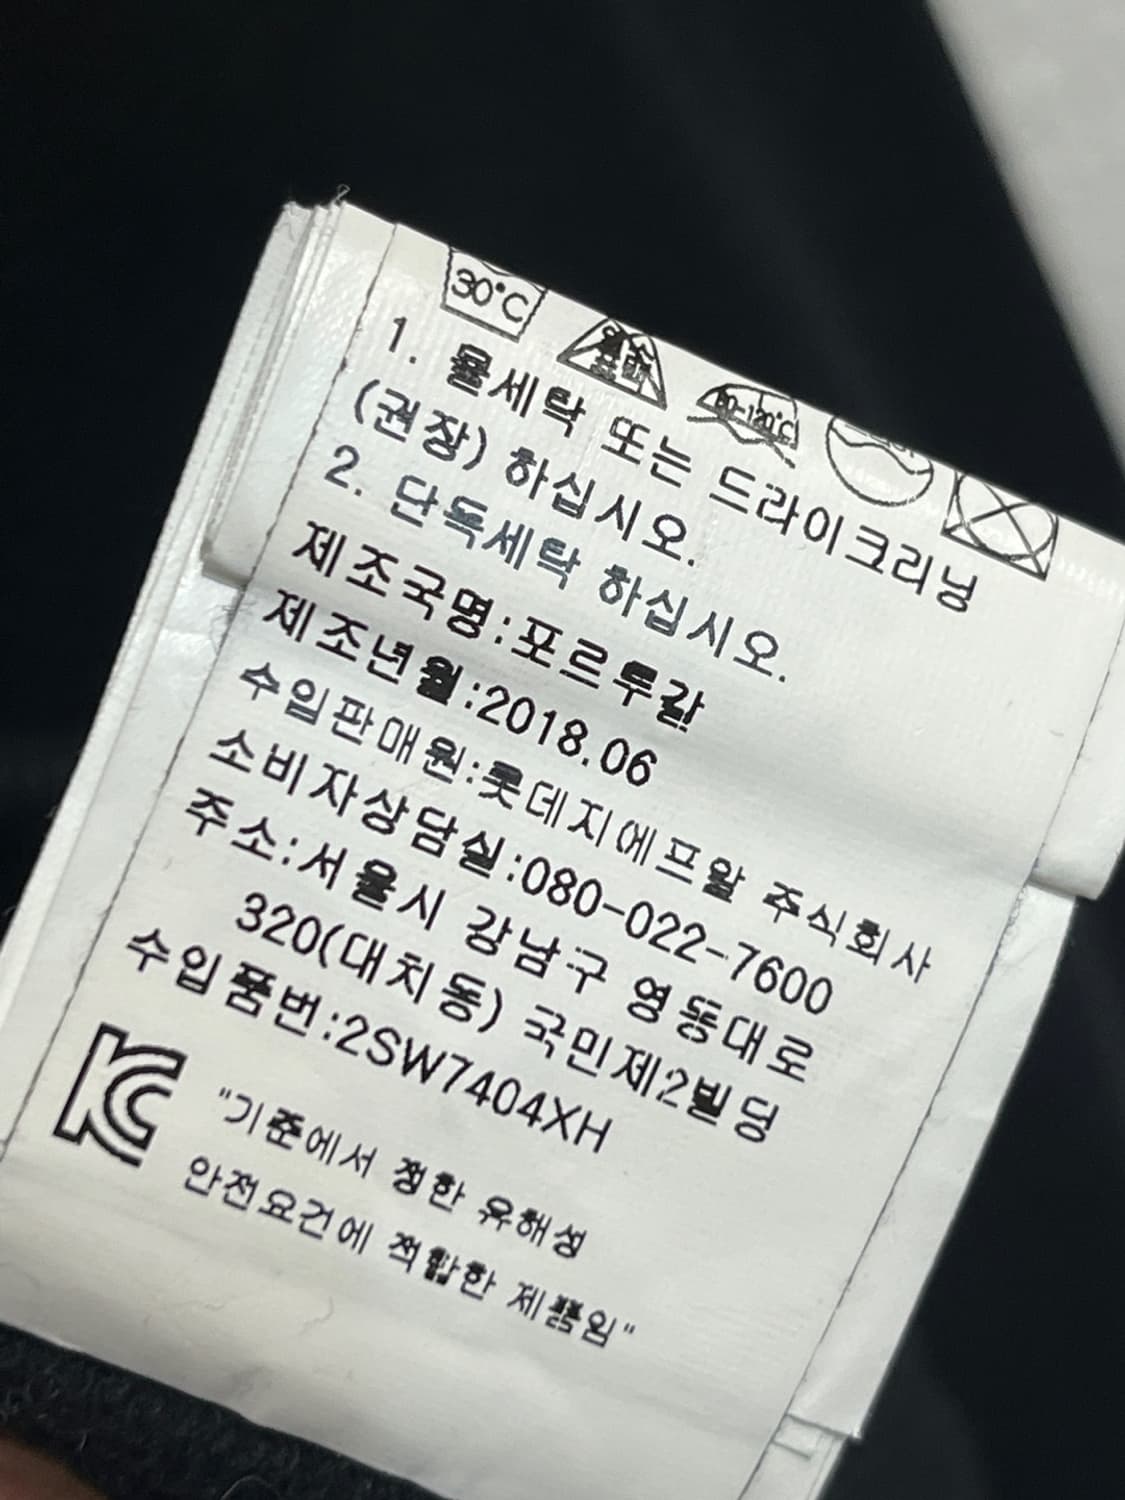 30°C
1. 물세탁 또는 드라이크리닝
(권장) 하십시오.
2. 단독세탁 하십시오.
제조국명:포르투갈
제조년월:2018.06
수입판매원:롯데지에프알 주식회사
소비자상담실:080-022-7600
주소:서울시 강남구 영동대로
320(대치동) 국민제2빌딩
수입품번:2SW7404XH
"기준에서 정한 유해성
안전요건에 적합한 제품임"